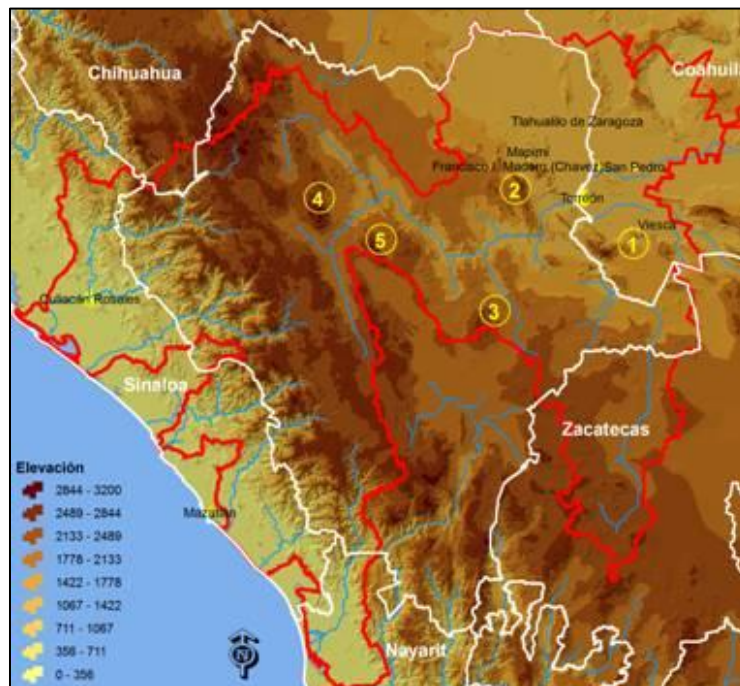 Chihuahua
Coahuila
Tlahualilo de Zaragoza
Mapimí
Francisco I. Madero (Chavez) San Pedro
2
4
Torreón
Viesca
1
5
Culiacán Rosales
3
Sinaloa
Zacatecas
Elevación
2844 - 3200
2489 - 2844
2133 - 2489
Mazatlán
1778 - 2133
1422 - 1778
1067 - 1422
711 - 1067
356 - 711
0 - 356
N
Nayarit